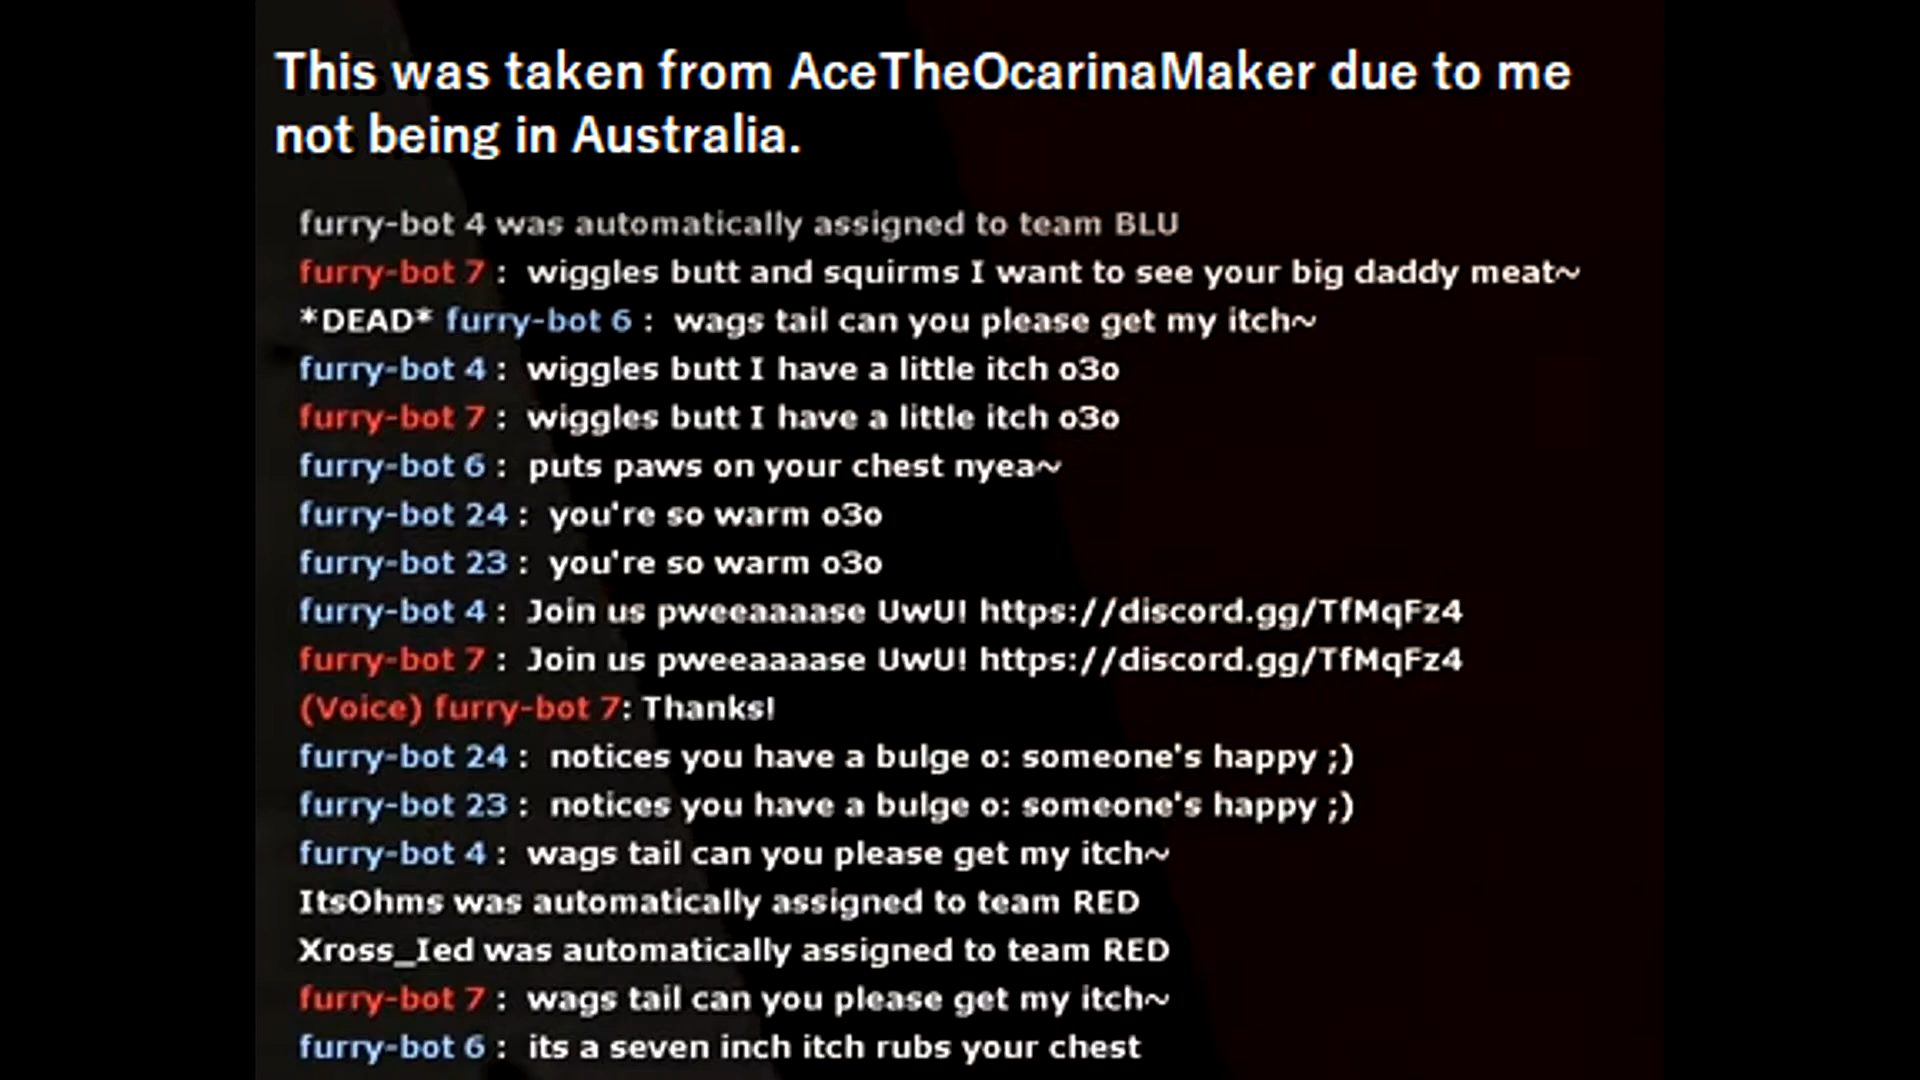 This was taken from AceTheOcarinaMaker due to me
not being in Australia.
furry-bot 4 was automatically assigned to team BLU
furry-bot 7 :  wiggles butt and squirms I want to see your big daddy meat~
*DEAD* furry-bot 6 :  wags tail can you please get my itch~
furry-bot 4 :  wiggles butt I have a little itch o3o
furry-bot 7 :  wiggles butt I have a little itch o3o
furry-bot 6 :  puts paws on your chest nyea~
furry-bot 24 :  you're so warm o3o
furry-bot 23 :  you're so warm o3o
furry-bot 4 :  Join us pweeaaaase UwU! https://discord.gg/TfMqFz4
furry-bot 7 :  Join us pweeaaaase UwU! https://discord.gg/TfMqFz4
(Voice) furry-bot 7: Thanks!
furry-bot 24 :  notices you have a bulge o: someone's happy ;)
furry-bot 23 :  notices you have a bulge o: someone's happy ;)
furry-bot 4 :  wags tail can you please get my itch~
ItsOhms was automatically assigned to team RED
Xross_Ied was automatically assigned to team RED
furry-bot 7 :  wags tail can you please get my itch~
furry-bot 6 :  its a seven inch itch rubs your chest